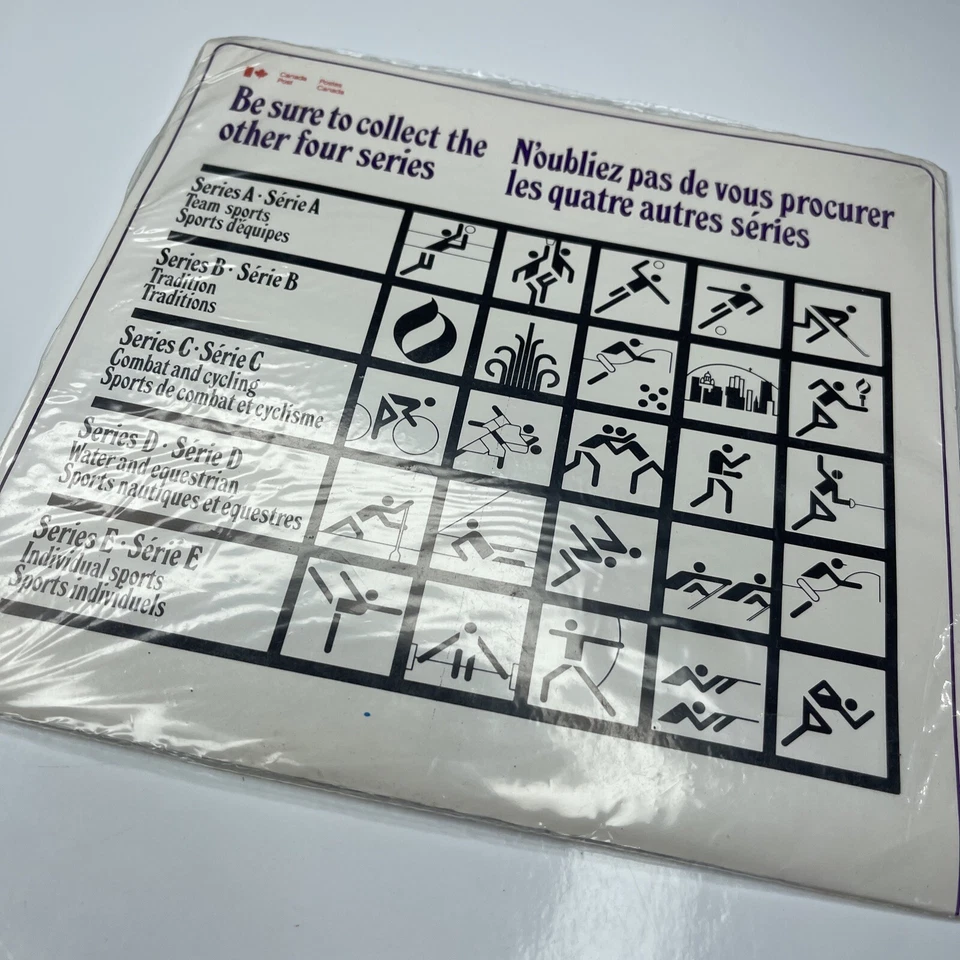 Canada Post
Postes Canada
Be sure to collect the
other four series
N'oubliez pas de vous procurer
les quatre autres séries
Series A · Série A
Team sports
Sports d'équipes
Series B · Série B
Tradition
Traditions
Series C · Série C
Combat and cycling
Sports de combat et cyclisme
Series D · Série D
Water and equestrian
Sports nautiques et equestres
Series E · Série E
Individual sports
Sports individuels